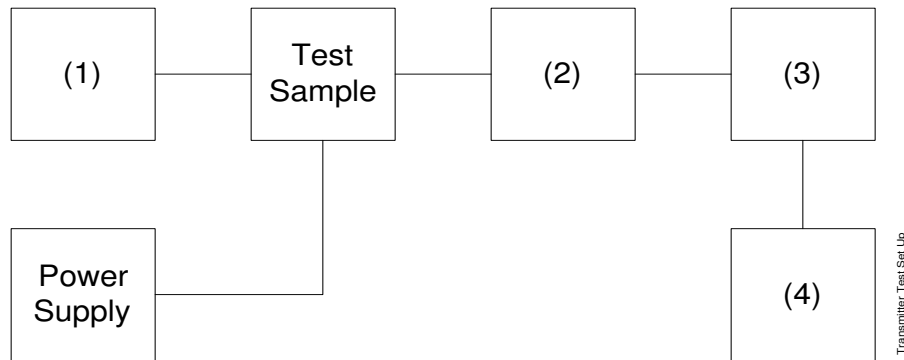 (1)
Test
Sample
(2)
(3)
Power
Supply
(4)
Transmitter Test Set Up